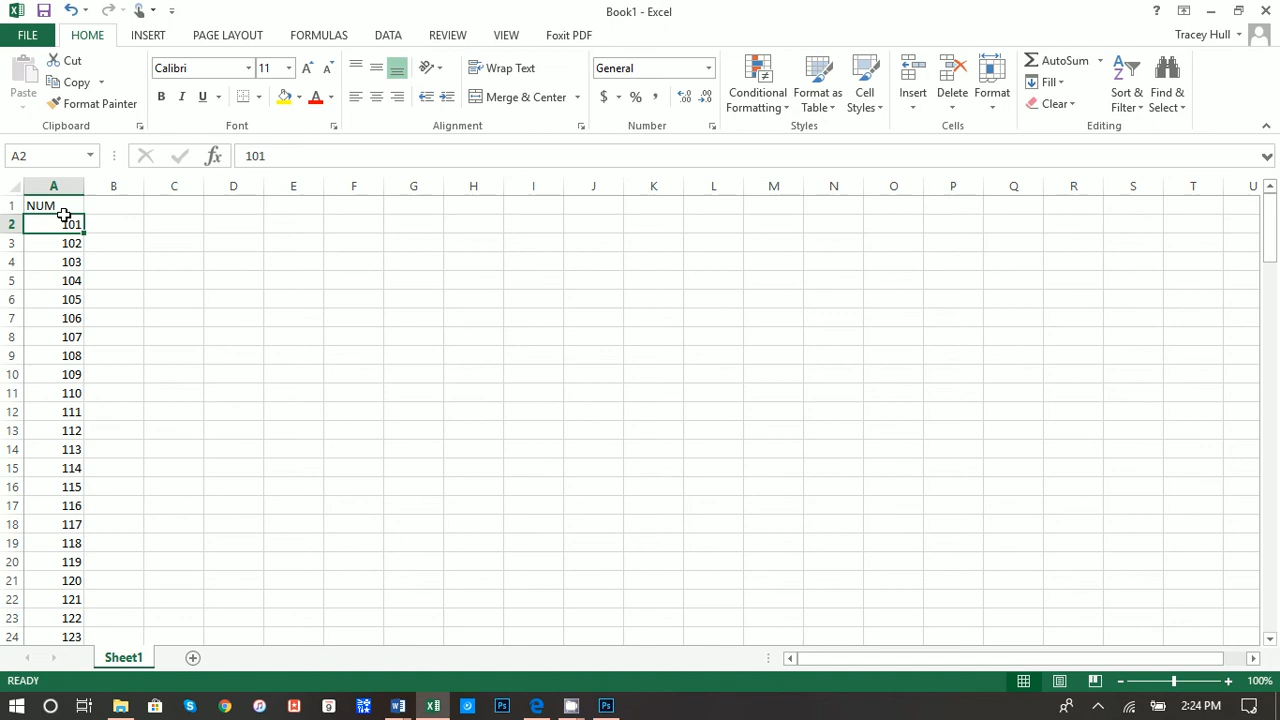 Book1 - Excel
?
FILE HOME INSERT PAGE LAYOUT FORMULAS DATA REVIEW VIEW Foxit PDF Tracey Hull
Paste
Cut
Copy
Format Painter
Clipboard
Calibri 11
B I U A
Font
Wrap Text
Merge & Center
Alignment
General
$ % ,
Number
Conditional Formatting
Format as Table
Cell Styles
Styles
Insert
Delete
Format
Cells
AutoSum
Fill
Clear
Sort & Filter
Find & Select
Editing
A2 fx 101
A B C D E F G H I J K L M N O P Q R S T U
1 NUM
2 101
3 102
4 103
5 104
6 105
7 106
8 107
9 108
10 109
11 110
12 111
13 112
14 113
15 114
16 115
17 116
18 117
19 118
20 119
21 120
22 121
23 122
24 123
Sheet1
READY 100%
2:24 PM